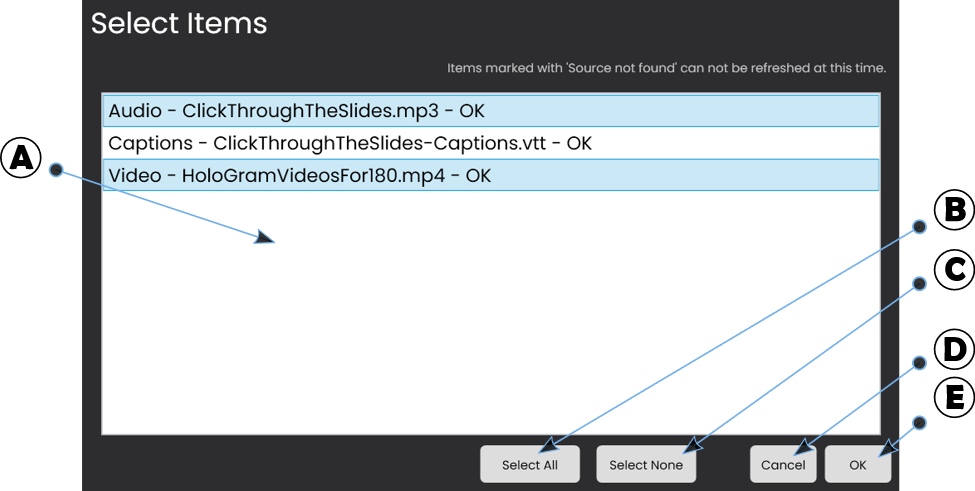 Select Items
Items marked with 'Source not found' can not be refreshed at this time.
Audio - ClickThroughTheSlides.mp3 - OK
Captions - ClickThroughTheSlides-Captions.vtt - OK
A
Video - HoloGramVideosFor180.mp4 - OK
B
C
D
E
Select All
Select None
Cancel
OK